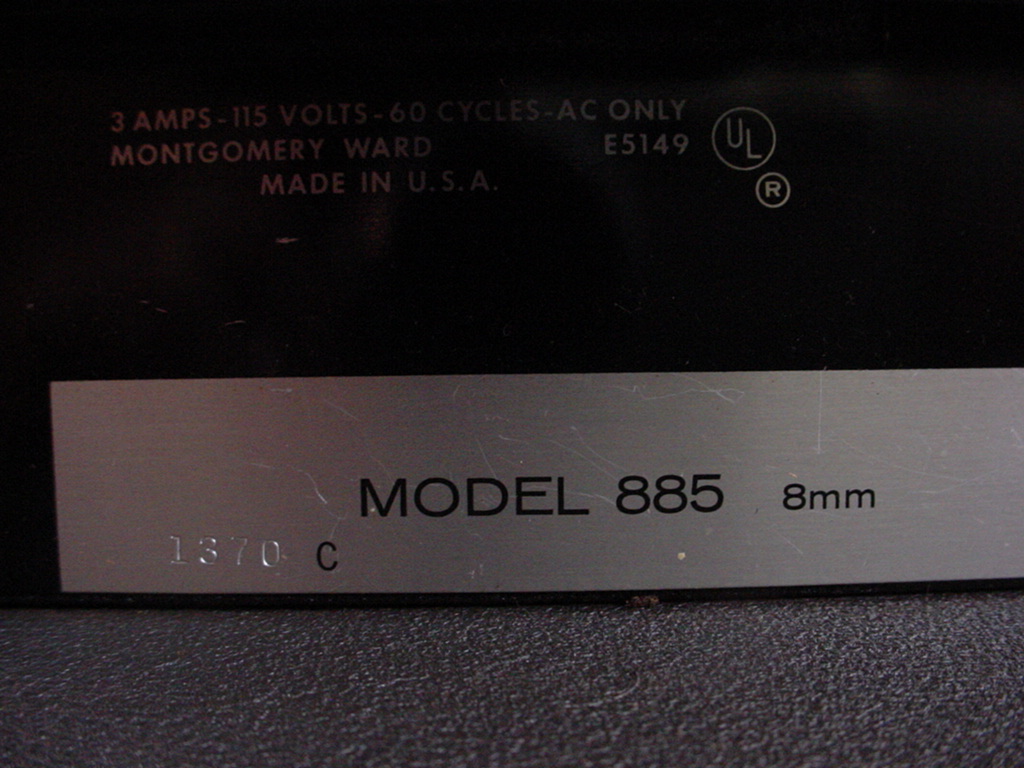 3 AMPS-115 VOLTS-60 CYCLES-AC ONLY
MONTGOMERY WARD E5149 UL
MADE IN U.S.A. ®
MODEL 885 8mm
1370 C